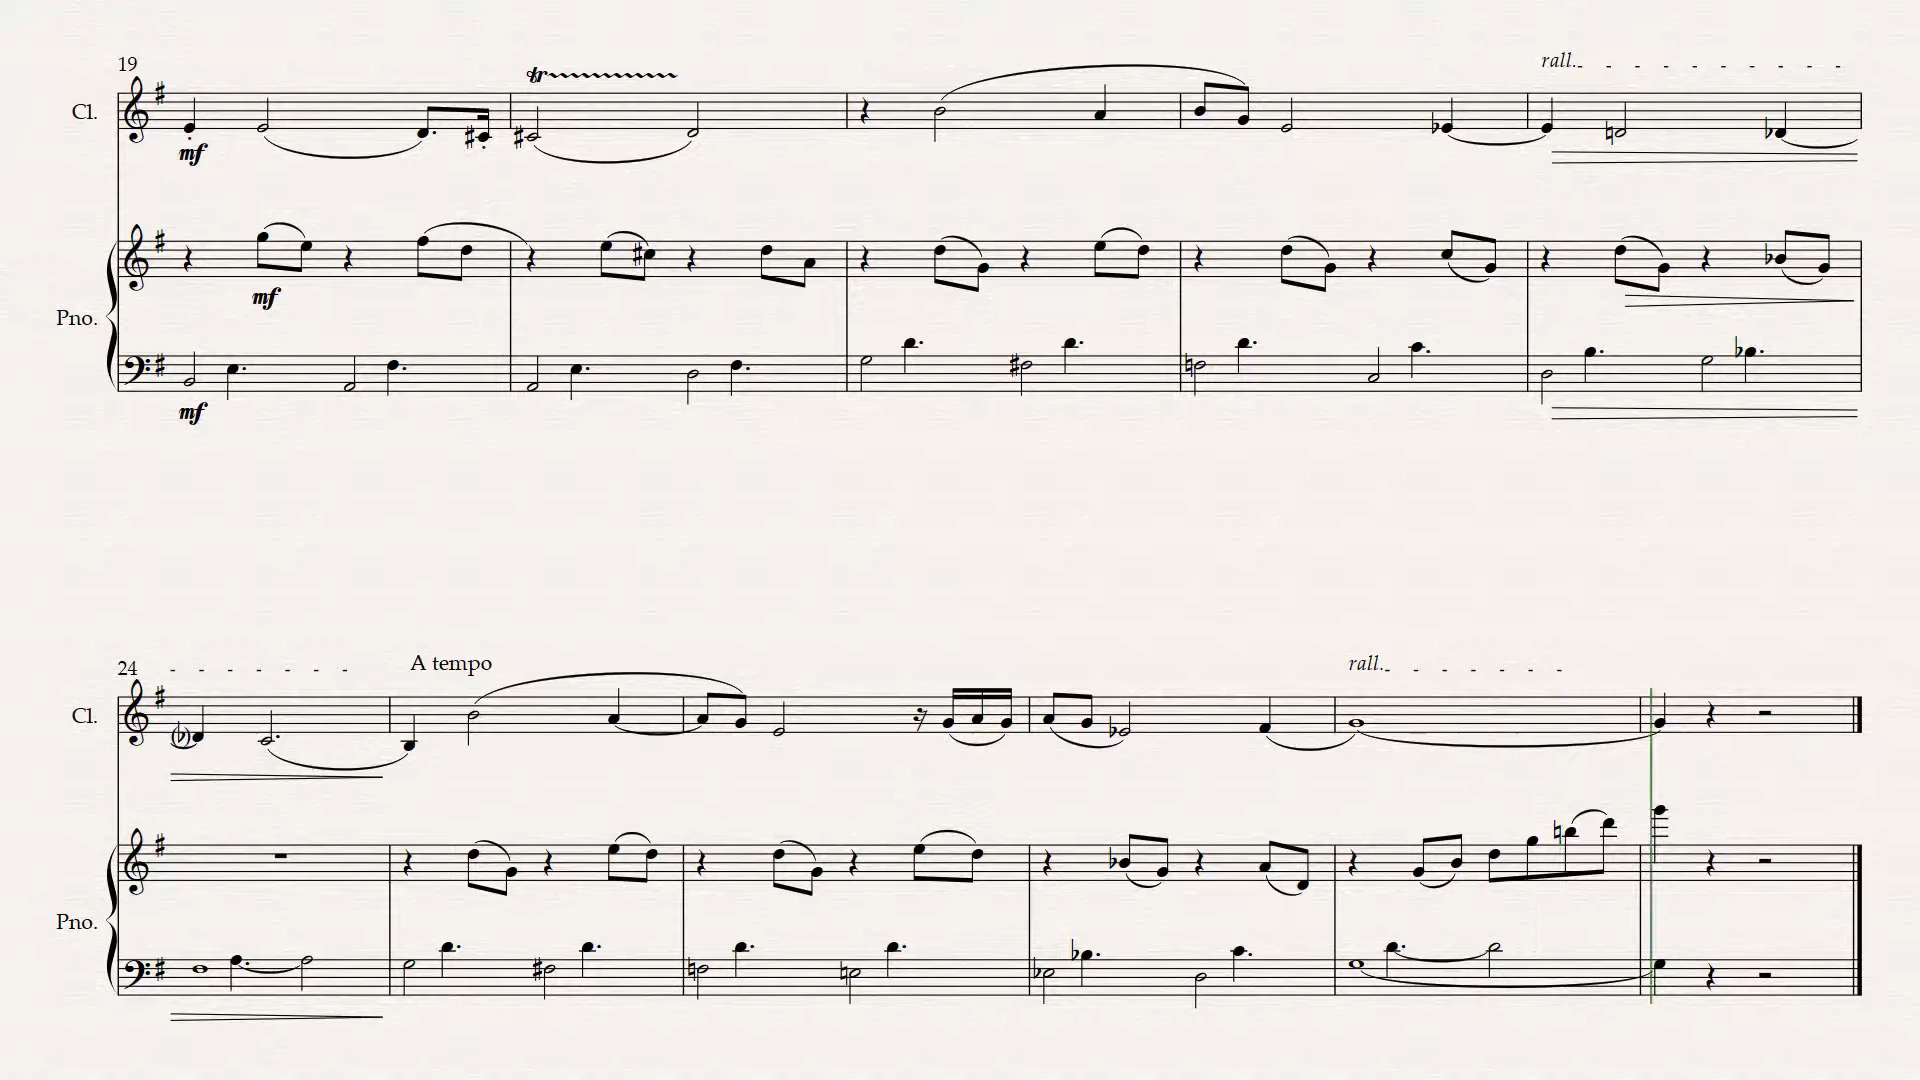 19
rall.
tr
Cl.
mf
mf
Pno.
mf
24
A tempo
rall.
Cl.
Pno.